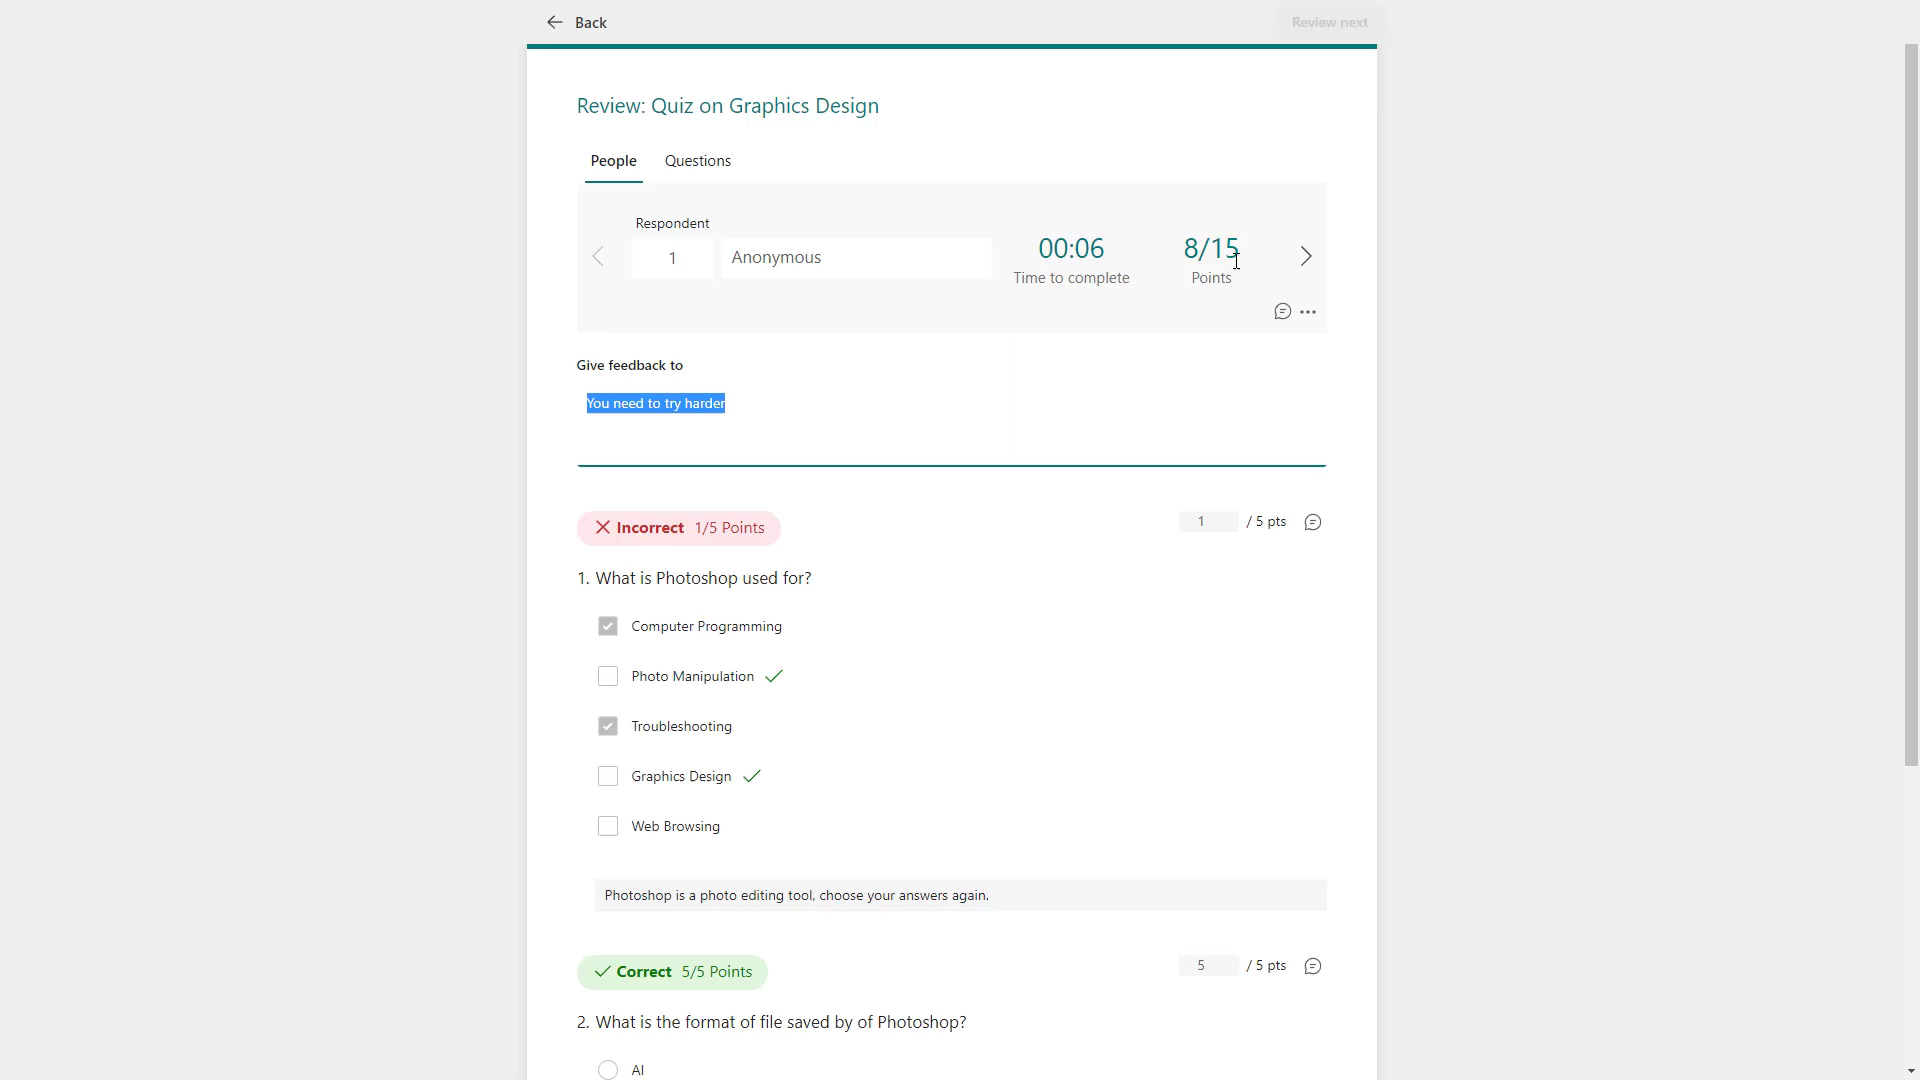 Back
Review next
Review: Quiz on Graphics Design
People Questions
Respondent
1 Anonymous
00:06
Time to complete
8/15
Points
Give feedback to
You need to try harder
Incorrect 1/5 Points
1 / 5 pts
1. What is Photoshop used for?
Computer Programming
Photo Manipulation
Troubleshooting
Graphics Design
Web Browsing
Photoshop is a photo editing tool, choose your answers again.
Correct 5/5 Points
5 / 5 pts
2. What is the format of file saved by of Photoshop?
AI